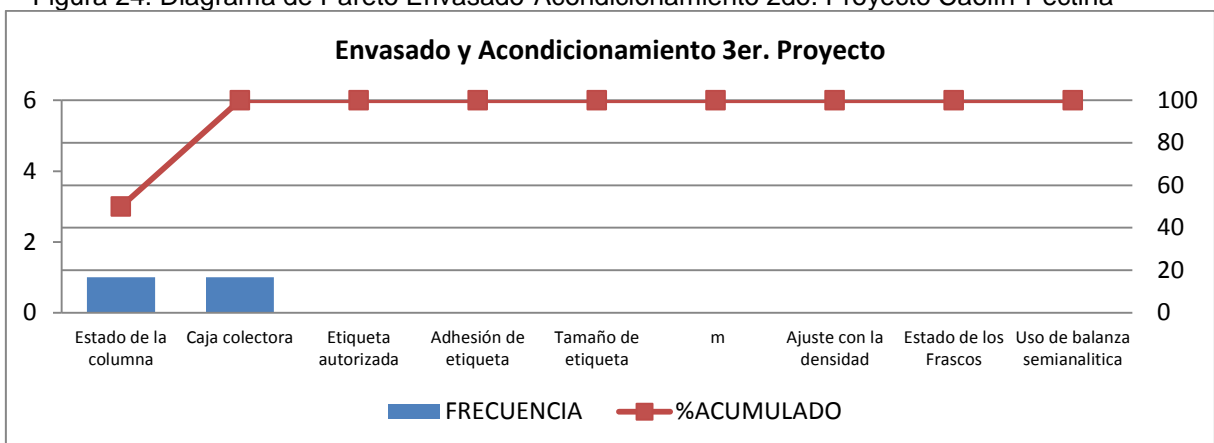 Figura 24. Diagrama de Pareto Envasado-Acondicionamiento 2do. Proyecto Caolín-Pectina
Envasado y Acondicionamiento 3er. Proyecto
6
4
2
0
100
80
60
40
20
0
Estado de la
columna
Caja colectora
Etiqueta
autorizada
Adhesión de
etiqueta
Tamaño de
etiqueta
m
Ajuste con la
densidad
Estado de los
Frascos
Uso de balanza
semianalitica
FRECUENCIA
%ACUMULADO